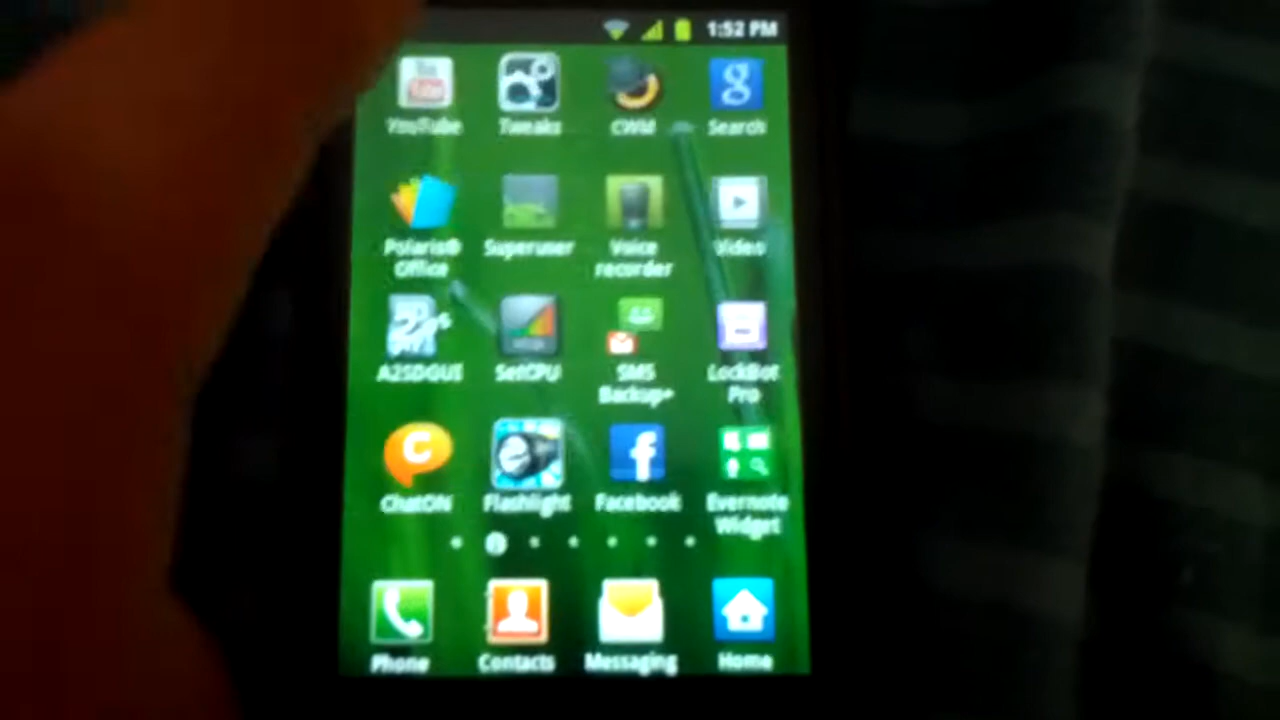 1:52 PM
YouTube
Tweaks
CWM
Search
Polaris®
Office
Superuser
Voice
recorder
Video
A2SDGUI
SetCPU
SMS
Backup+
LockBot
Pro
ChatON
Flashlight
Facebook
Evernote
Widget
Phone
Contacts
Messaging
Home